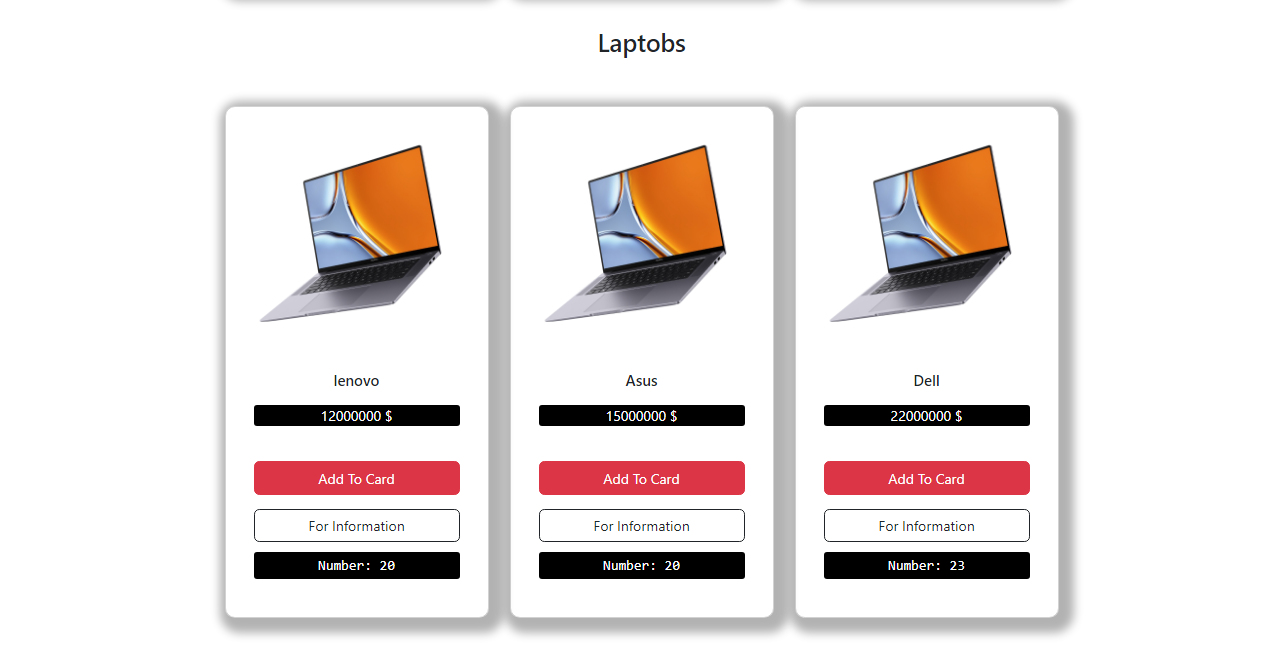 Laptobs
lenovo
12000000 $
Add To Card
For Information
Number: 20
Asus
15000000 $
Add To Card
For Information
Number: 20
Dell
22000000 $
Add To Card
For Information
Number: 23